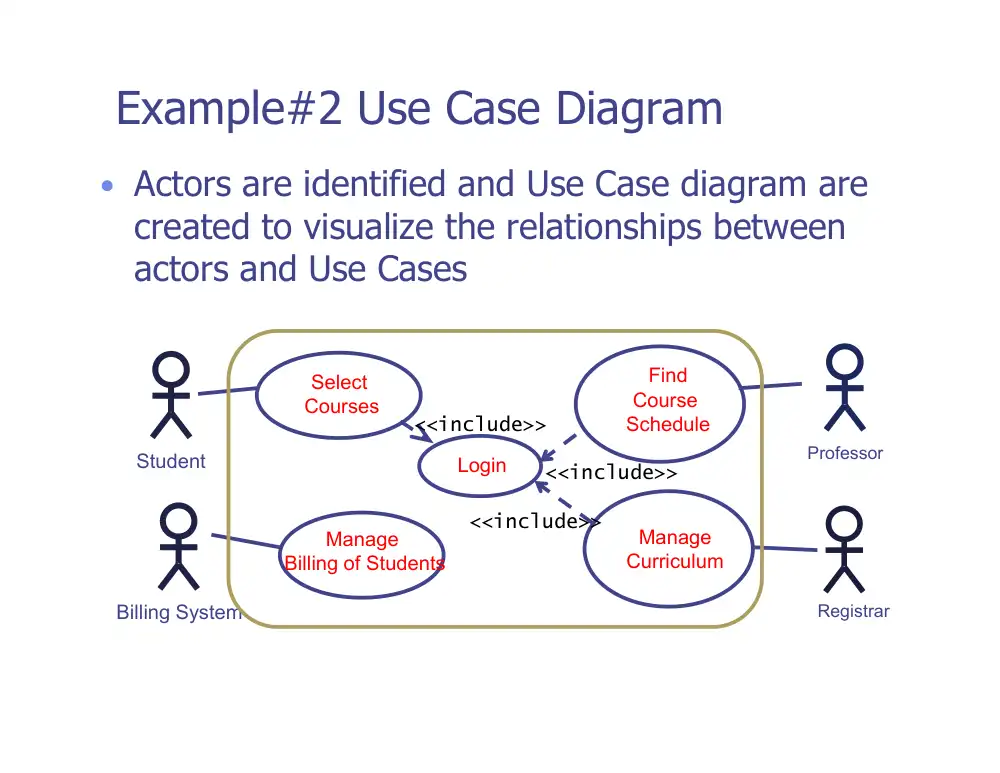 Example#2 Use Case Diagram
• Actors are identified and Use Case diagram are
created to visualize the relationships between
actors and Use Cases
Select
Courses
<<include>>
Find
Course
Schedule
Student
Login
<<include>>
Professor
<<include>>
Manage
Billing of Students
Manage
Curriculum
Billing System
Registrar